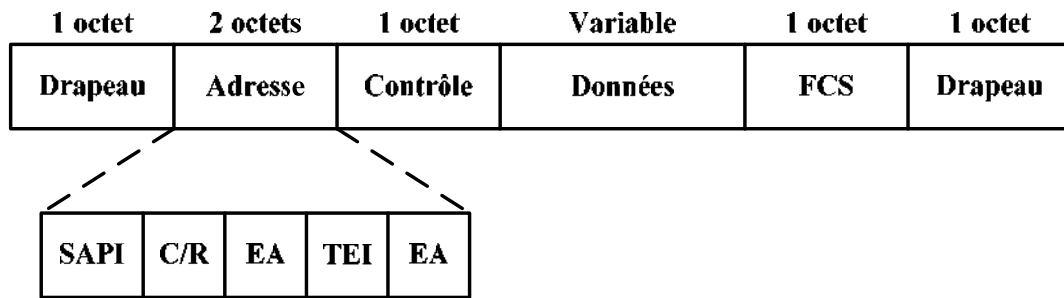 1 octet 2 octets 1 octet Variable 1 octet 1 octet
Drapeau Adresse Contrôle Données FCS Drapeau
SAPI C/R EA TEI EA